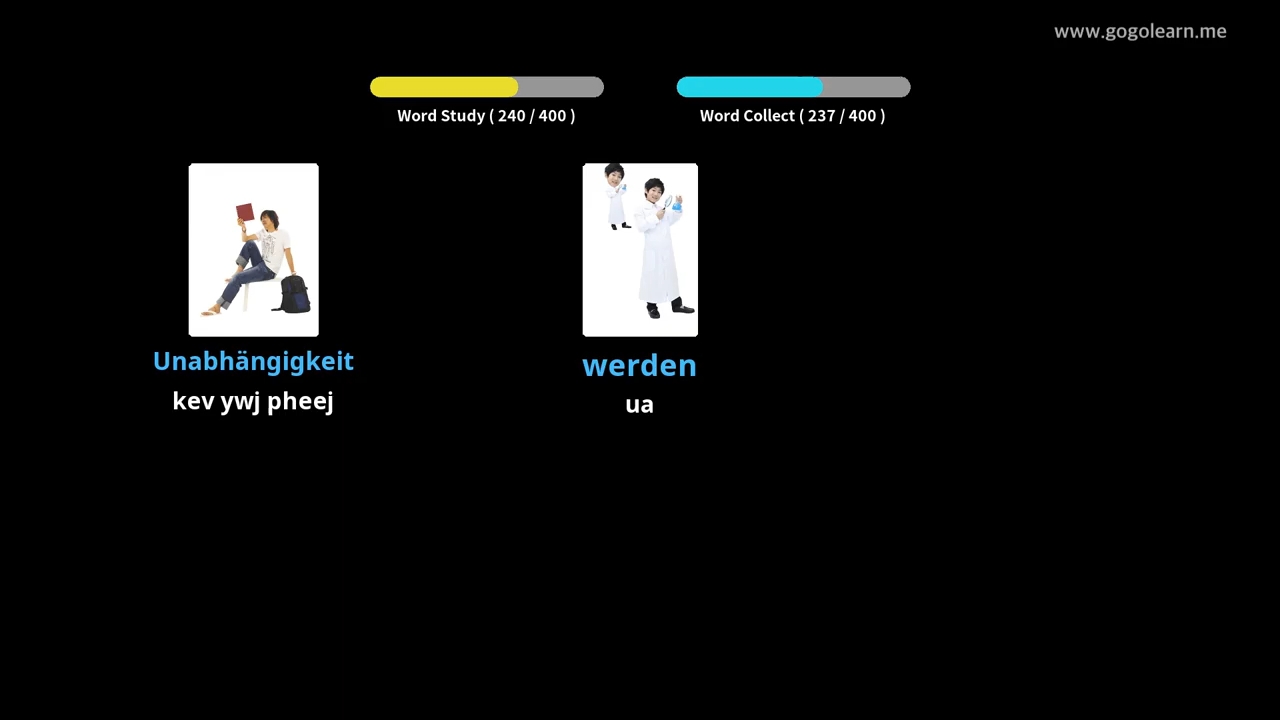 www.gogolearn.me
Word Study ( 240 / 400 )
Word Collect ( 237 / 400 )
Unabhängigkeit
kev ywj pheej
werden
ua